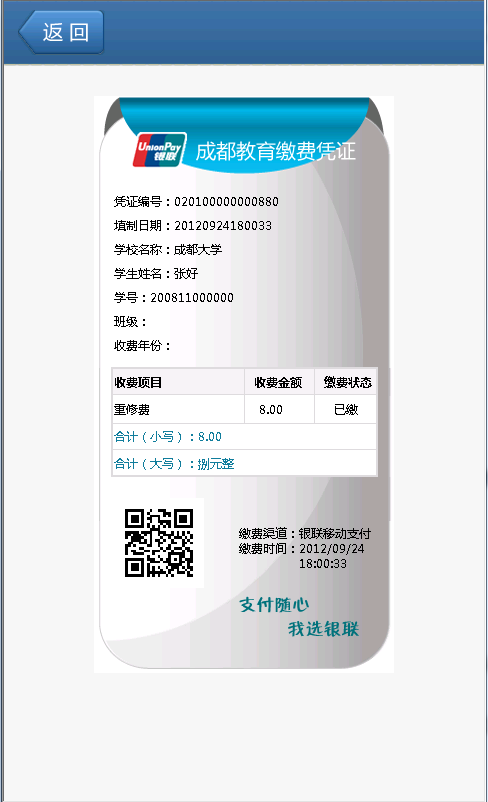 返回
UnionPay
银联
成都教育缴费凭证
凭证编号：020100000000880
填制日期：20120924180033
学校名称：成都大学
学生姓名：张好
学号：200811000000
班级：
收费年份：
收费项目 收费金额 缴费状态
重修费 8.00 已缴
合计（小写）：8.00
合计（大写）：捌元整
缴费渠道：银联移动支付
缴费时间：2012/09/24
18:00:33
支付随心
我选银联